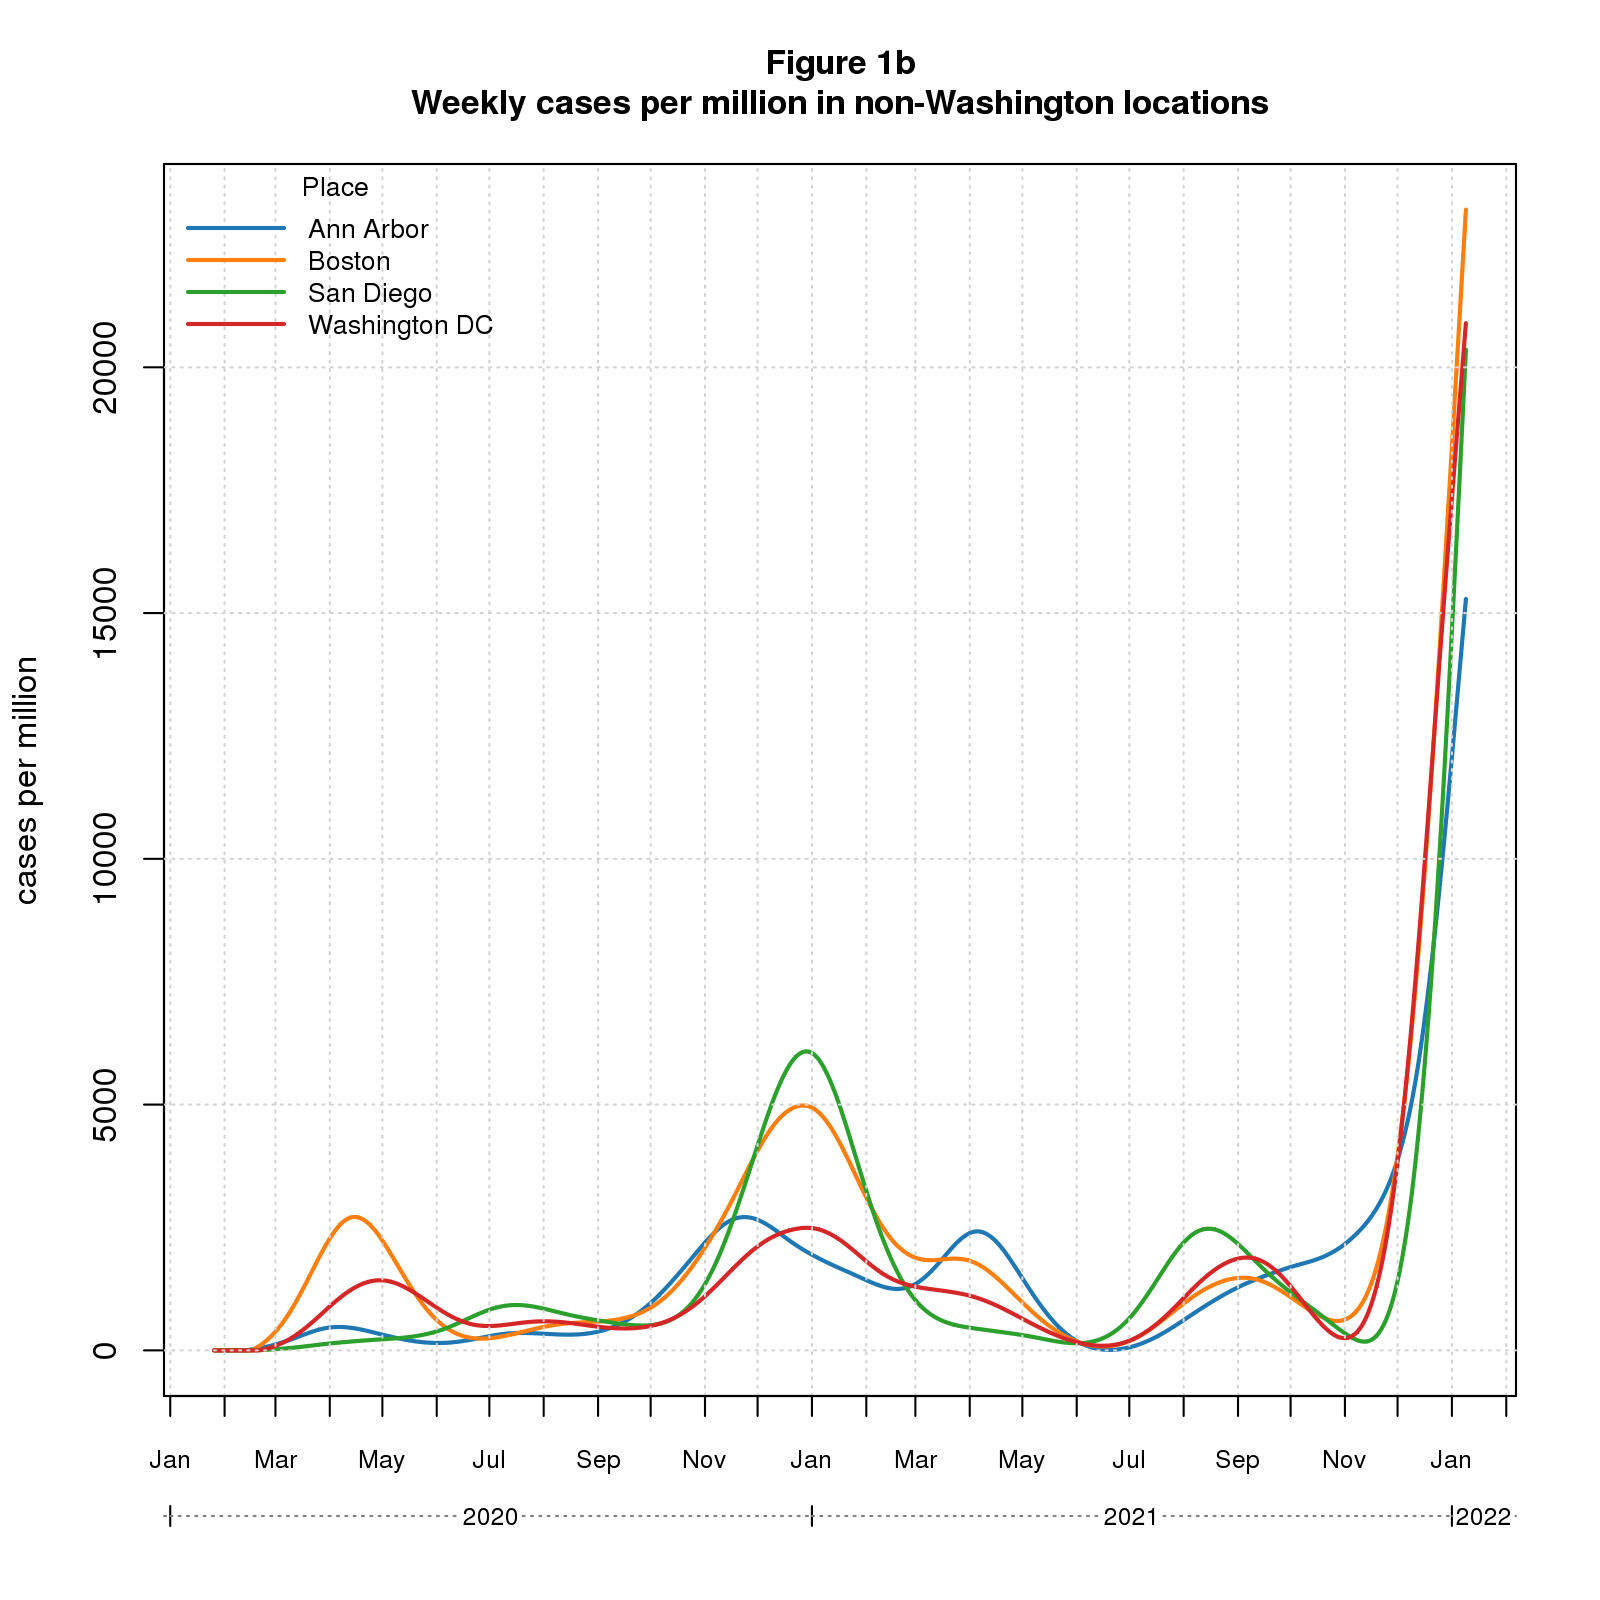 Figure 1b
Weekly cases per million in non-Washington locations
Place
Ann Arbor
Boston
San Diego
Washington DC
cases per million
20000
15000
10000
5000
0
Jan Mar May Jul Sep Nov Jan Mar May Jul Sep Nov Jan
2020 2021 2022